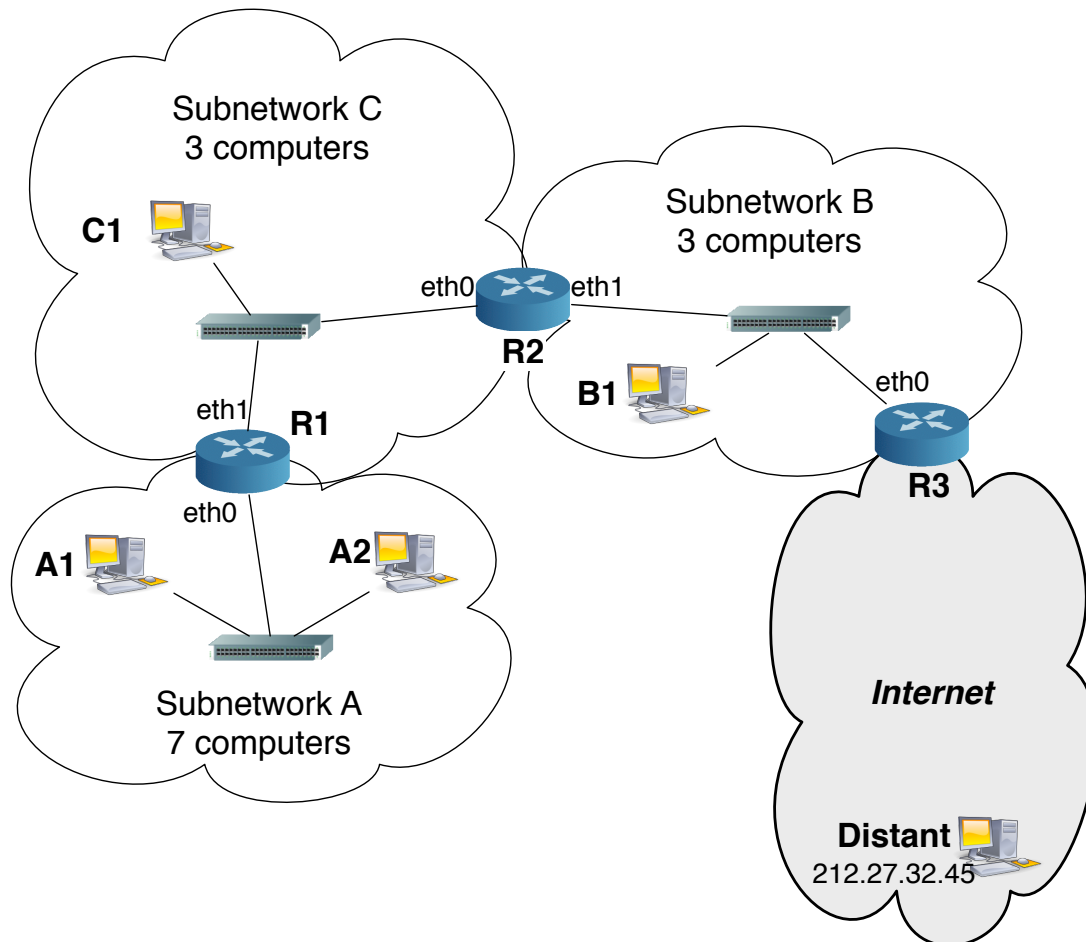 Subnetwork C
3 computers
C1
Subnetwork B
3 computers
eth0
eth1
R2
B1
eth0
R3
eth1
R1
eth0
A1
A2
Subnetwork A
7 computers
Internet
Distant
212.27.32.45